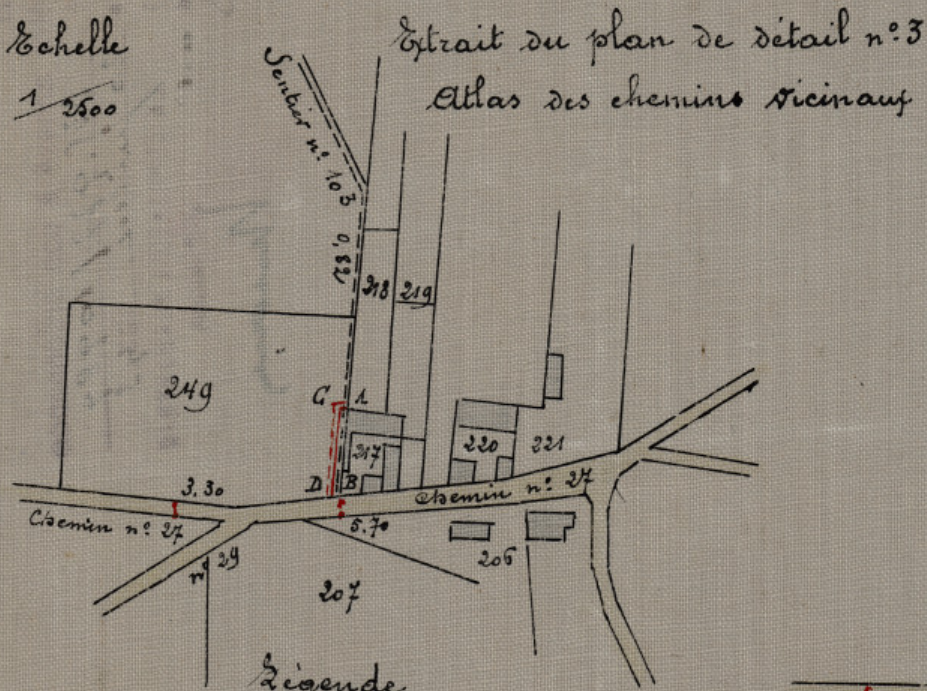 Echelle
1/2500
Extrait du plan de détail n° 3
Atlas des chemins vicinaux
Sentier n° 103
0,82
218
219
249
C
A
217
220
221
D
B
3.30
Chemin n° 27
Chemin n° 27
5.70
n° 29
206
207
Légende